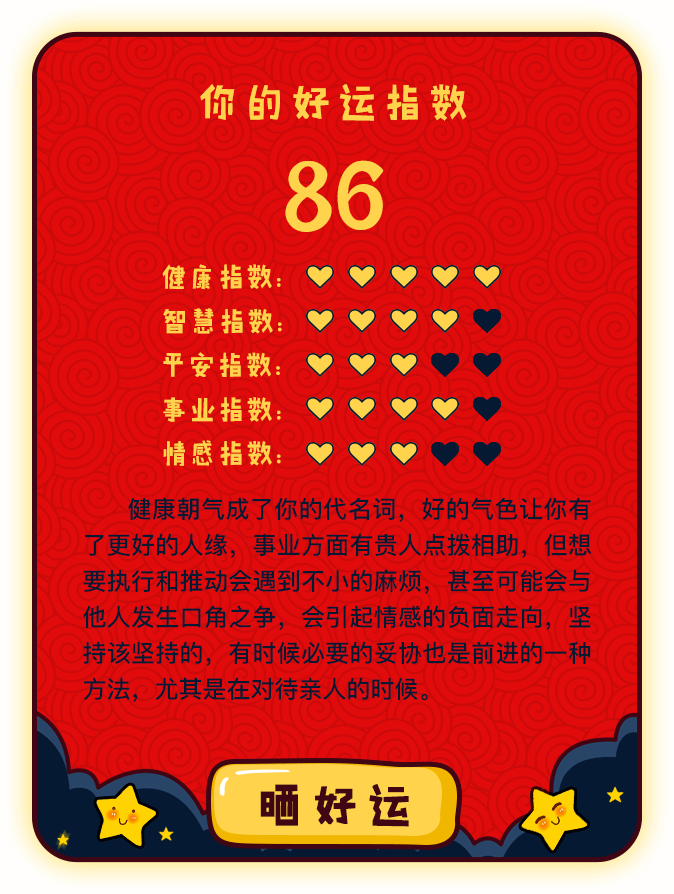 你的好运指数
86
健康指数：
智慧指数：
平安指数：
事业指数：
情感指数：
健康朝气成了你的代名词，好的气色让你有
了更好的人缘，事业方面有贵人点拨相助，但想
要执行和推动会遇到不小的麻烦，甚至可能会与
他人发生口角之争，会引起情感的负面走向，坚
持该坚持的，有时候必要的妥协也是前进的一种
方法，尤其是在对待亲人的时候。
晒好运